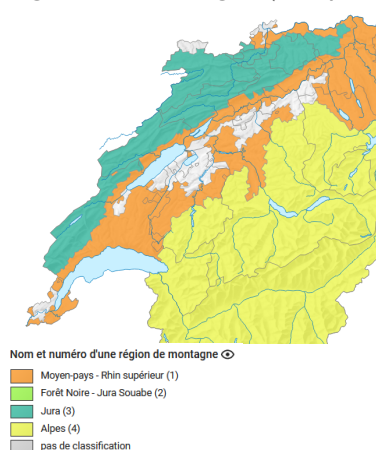 Nom et numéro d'une région de montagne
Moyen-pays - Rhin supérieur (1)
Forêt Noire - Jura Souabe (2)
Jura (3)
Alpes (4)
pas de classification